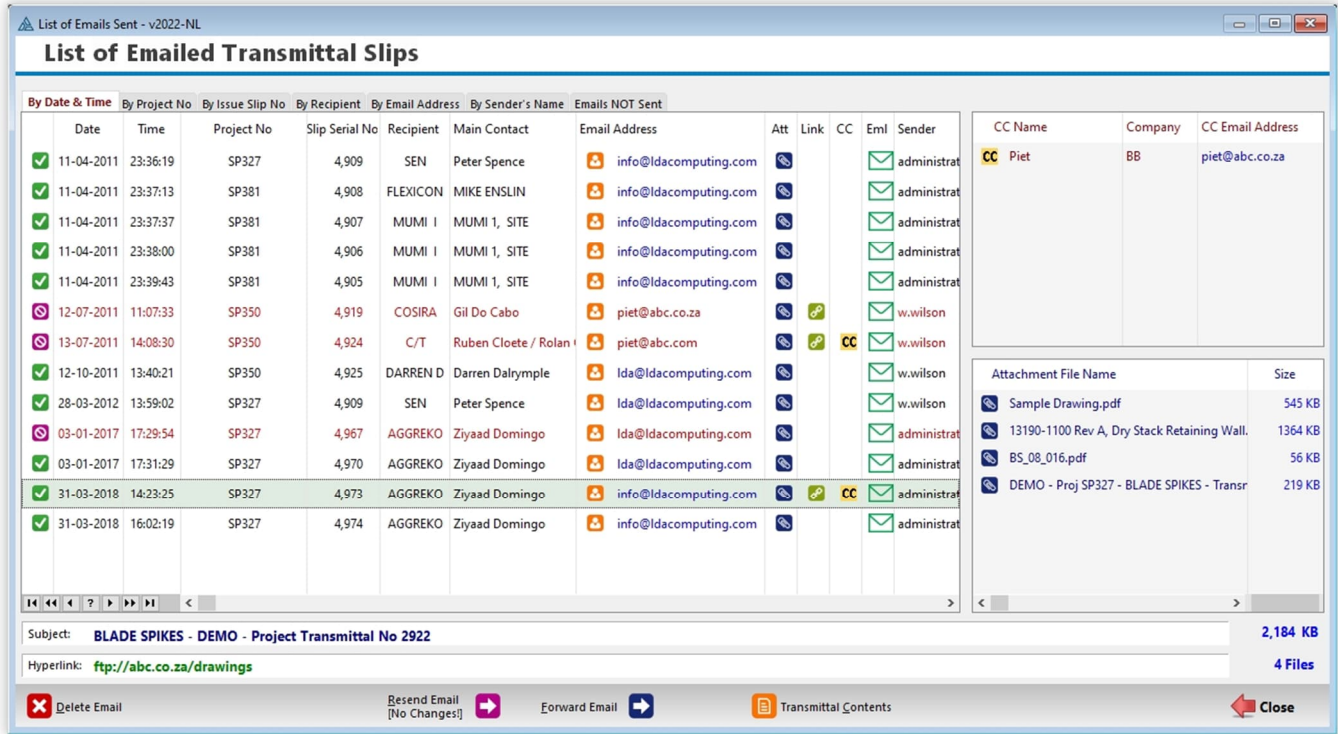 List of Emails Sent - v2022-NL
List of Emailed Transmittal Slips
By Date & Time By Project No By Issue Slip No By Recipient By Email Address By Sender's Name Emails NOT Sent
Date Time Project No Slip Serial No Recipient Main Contact Email Address Att Link CC Eml Sender
11-04-2011 23:36:19 SP327 4,909 SEN Peter Spence info@ldacomputing.com administrat
11-04-2011 23:37:13 SP381 4,908 FLEXICON MIKE ENSLIN info@ldacomputing.com administrat
11-04-2011 23:37:37 SP381 4,907 MUMI I MUMI 1, SITE info@ldacomputing.com administrat
11-04-2011 23:38:00 SP381 4,906 MUMI I MUMI 1, SITE info@ldacomputing.com administrat
11-04-2011 23:39:43 SP381 4,905 MUMI I MUMI 1, SITE info@ldacomputing.com administrat
12-07-2011 11:07:33 SP350 4,919 COSIRA Gil Do Cabo piet@abc.co.za w.wilson
13-07-2011 14:08:30 SP350 4,924 C/T Ruben Cloete / Rolan ( piet@abc.com CC w.wilson
12-10-2011 13:40:21 SP350 4,925 DARREN D Darren Dalrymple lda@ldacomputing.com w.wilson
28-03-2012 13:59:02 SP327 4,909 SEN Peter Spence lda@ldacomputing.com w.wilson
03-01-2017 17:29:54 SP327 4,967 AGGREKO Ziyaad Domingo lda@ldacomputing.com administrat
03-01-2017 17:31:29 SP327 4,970 AGGREKO Ziyaad Domingo lda@ldacomputing.com administrat
31-03-2018 14:23:25 SP327 4,973 AGGREKO Ziyaad Domingo info@ldacomputing.com CC administrat
31-03-2018 16:02:19 SP327 4,974 AGGREKO Ziyaad Domingo info@ldacomputing.com administrat
CC Name Company CC Email Address
CC Piet BB piet@abc.co.za
Attachment File Name Size
Sample Drawing.pdf 545 KB
13190-1100 Rev A, Dry Stack Retaining Wall. 1364 KB
BS_08_016.pdf 56 KB
DEMO - Proj SP327 - BLADE SPIKES - Transr 219 KB
?
Subject: BLADE SPIKES - DEMO - Project Transmittal No 2922 2,184 KB
Hyperlink: ftp://abc.co.za/drawings 4 Files
Delete Email Resend Email Forward Email Transmittal Contents Close
[No Changes!]